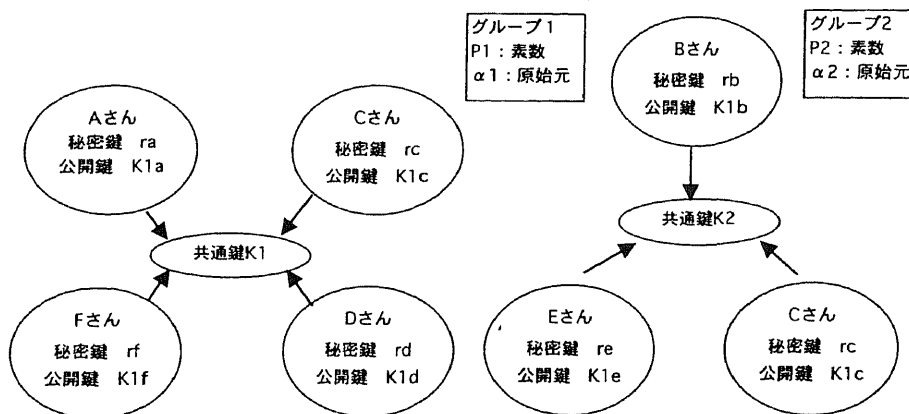 グループ1
P1：素数
α1：原始元
グループ2
P2：素数
α2：原始元
Aさん
秘密鍵 ra
公開鍵 K1a
Cさん
秘密鍵 rc
公開鍵 K1c
共通鍵K1
Fさん
秘密鍵 rf
公開鍵 K1f
Dさん
秘密鍵 rd
公開鍵 K1d
Bさん
秘密鍵 rb
公開鍵 K1b
共通鍵K2
Eさん
秘密鍵 re
公開鍵 K1e
Cさん
秘密鍵 rc
公開鍵 K1c